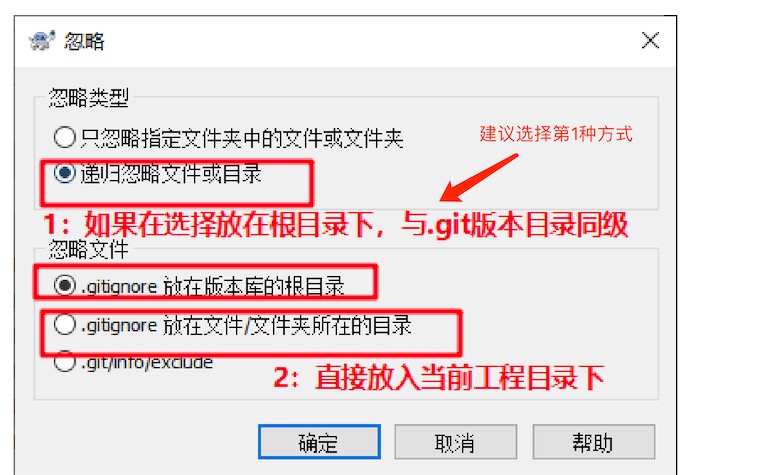 忽略
忽略类型
只忽略指定文件夹中的文件或文件夹
建议选择第1种方式
递归忽略文件或目录
1：如果在选择放在根目录下，与.git版本目录同级
忽略文件
.gitignore 放在版本库的根目录
.gitignore 放在文件/文件夹所在的目录
.git/info/exclude
2：直接放入当前工程目录下
确定
取消
帮助